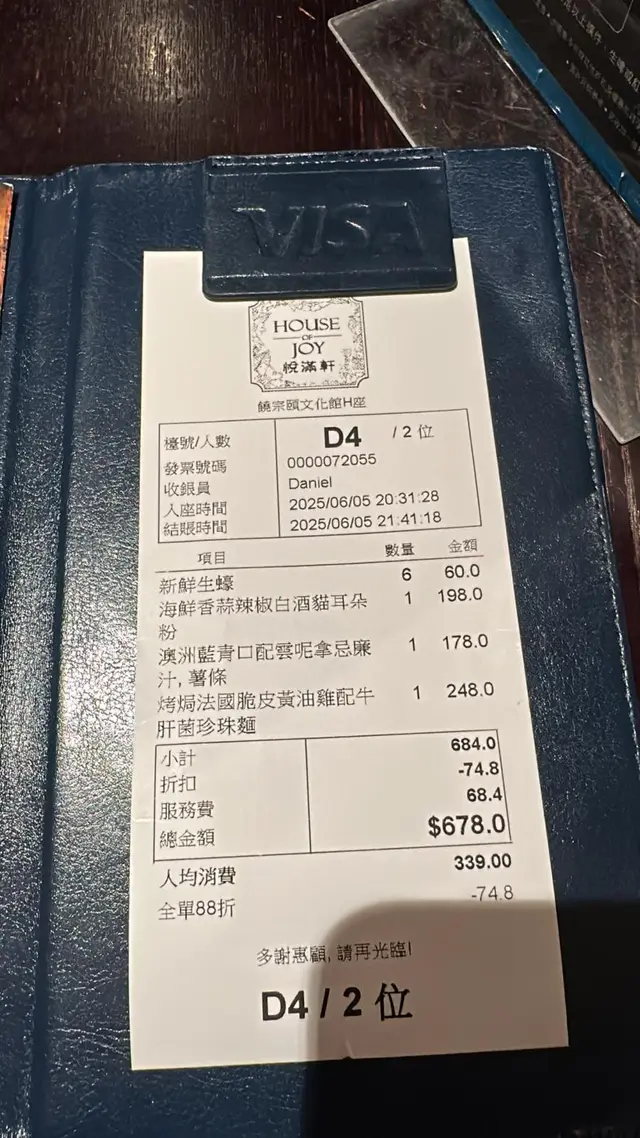 VISA
HOUSE
OF
JOY
悅滿軒
饒宗頤文化館H座
檯號/人數 D4 / 2 位
發票號碼 0000072055
收銀員 Daniel
入座時間 2025/06/05 20:31:28
結賬時間 2025/06/05 21:41:18
項目 數量 金額
新鮮生蠔 6 60.0
海鮮香蒜辣椒白酒貓耳朵 1 198.0
粉
澳洲藍青口配雲呢拿忌廉 1 178.0
汁, 薯條
烤焗法國脆皮黃油雞配牛 1 248.0
肝菌珍珠麵
小計 684.0
折扣 -74.8
服務費 68.4
總金額 $678.0
人均消費 339.00
全單88折 -74.8
多謝惠顧, 請再光臨!
D4 / 2 位